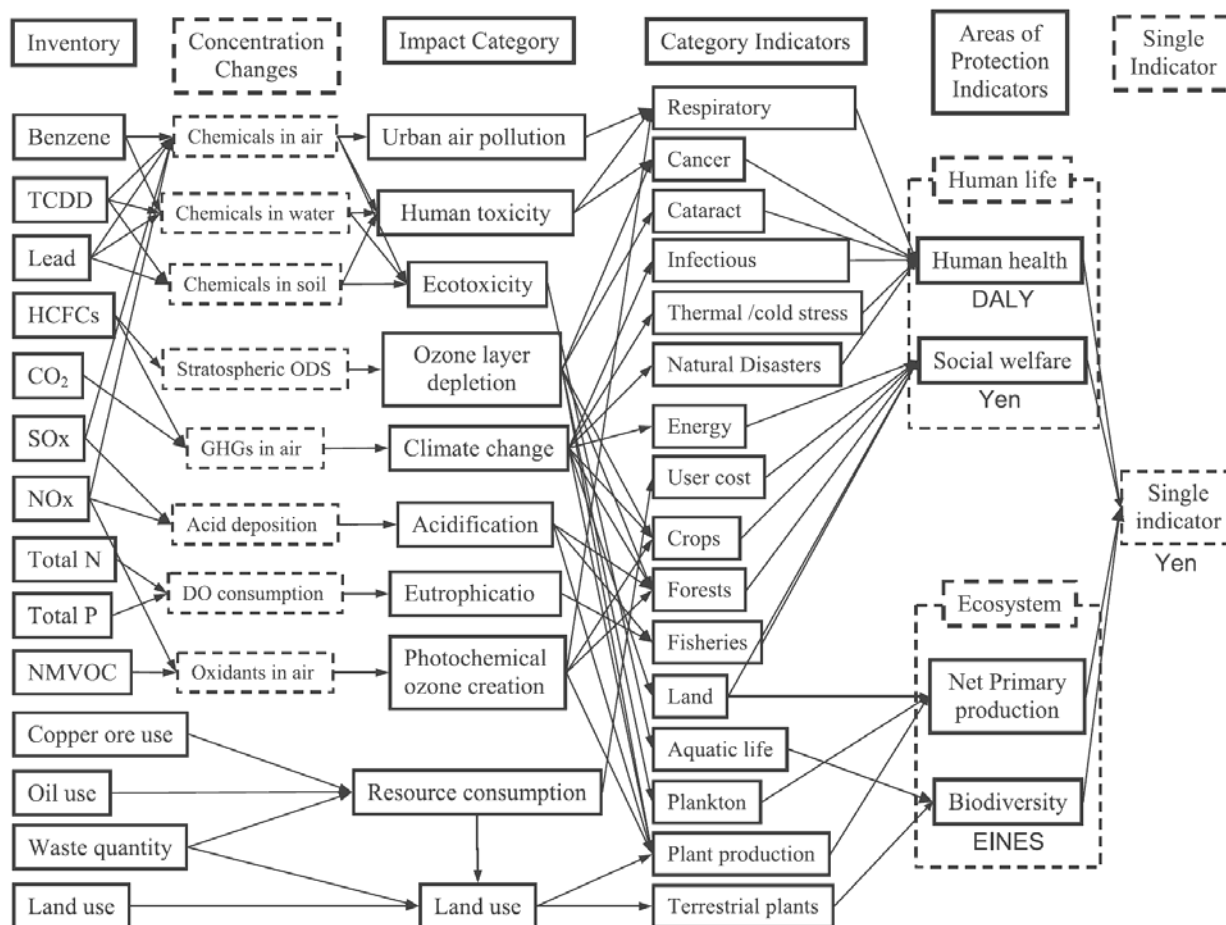 Inventory
Concentration
Changes
Impact Category
Category Indicators
Areas of
Protection
Indicators
Single
Indicator
Benzene
TCDD
Lead
HCFCs
CO₂
SOx
NOx
Total N
Total P
NMVOC
Copper ore use
Oil use
Waste quantity
Land use
Chemicals in air
Chemicals in water
Chemicals in soil
Stratospheric ODS
GHGs in air
Acid deposition
DO consumption
Oxidants in air
Urban air pollution
Human toxicity
Ecotoxicity
Ozone layer
depletion
Climate change
Acidification
Eutrophicatio
Photochemical
ozone creation
Resource consumption
Land use
Respiratory
Cancer
Cataract
Infectious
Thermal /cold stress
Natural Disasters
Energy
User cost
Crops
Forests
Fisheries
Land
Aquatic life
Plankton
Plant production
Terrestrial plants
Human life
Human health
DALY
Social welfare
Yen
Ecosystem
Net Primary
production
Biodiversity
EINES
Single
indicator
Yen